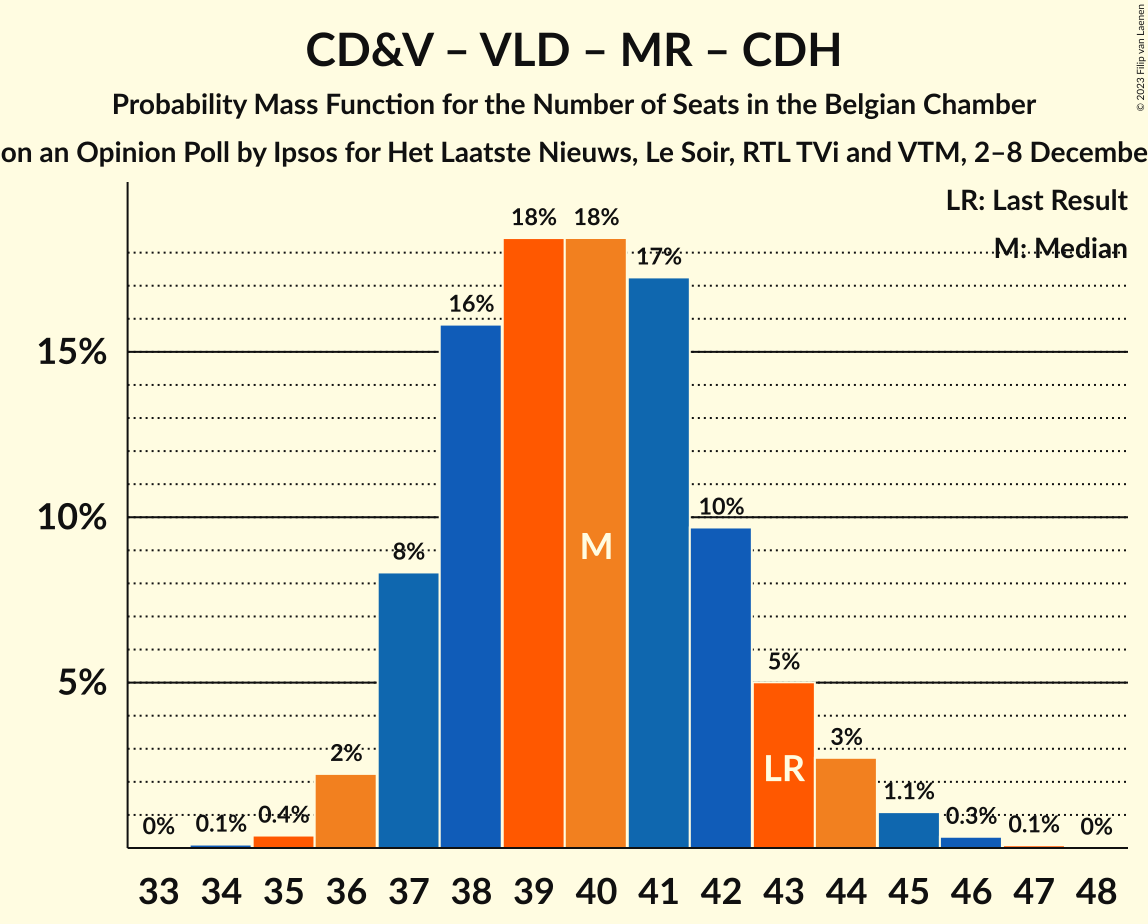 CD&V – VLD – MR – CDH
Probability Mass Function for the Number of Seats in the Belgian Chamber
on an Opinion Poll by Ipsos for Het Laatste Nieuws, Le Soir, RTL TVi and VTM, 2–8 Decembe
© 2023 Filip van Laenen
LR: Last Result
M: Median
15%
10%
5%
0%
0.1%
0.4%
2%
8%
16%
18%
18%
17%
10%
5%
3%
1.1%
0.3%
0.1%
0%
M
LR
33 34 35 36 37 38 39 40 41 42 43 44 45 46 47 48